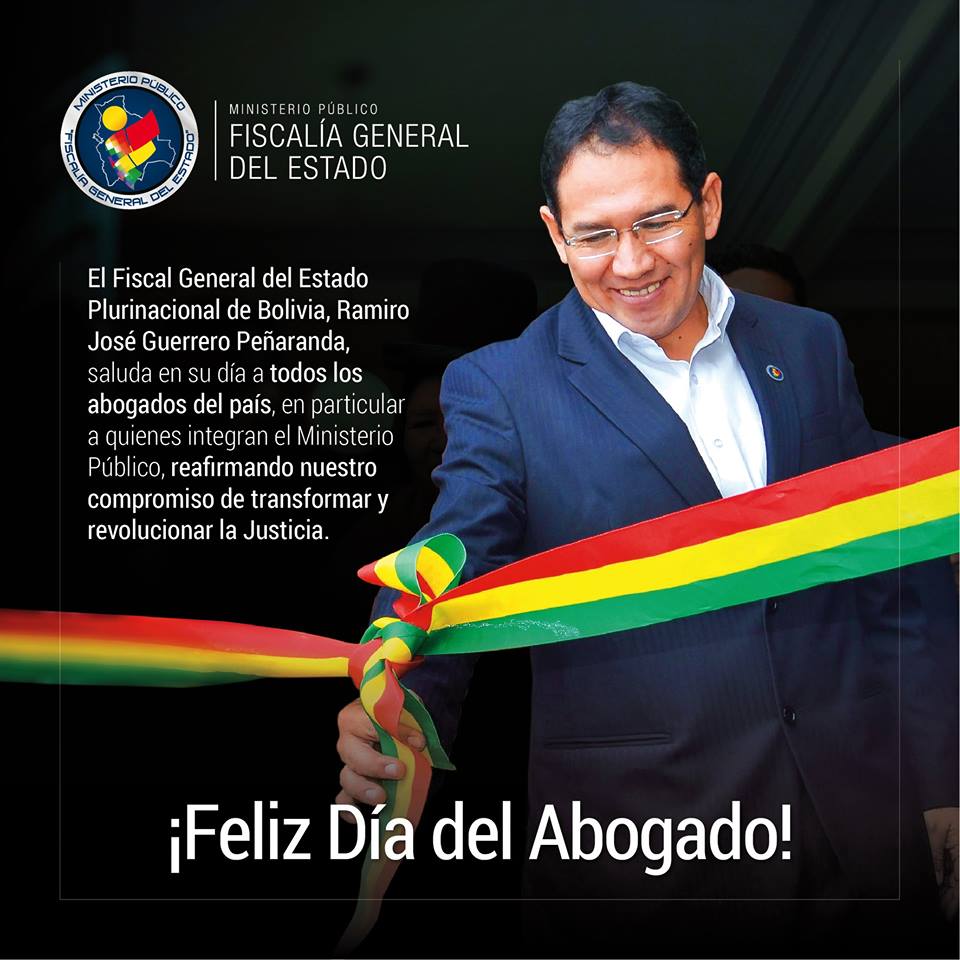 MINISTERIO PÚBLICO
"FISCALÍA GENERAL DEL ESTADO"
MINISTERIO PÚBLICO
FISCALÍA GENERAL
DEL ESTADO
El Fiscal General del Estado
Plurinacional de Bolivia, Ramiro
José Guerrero Peñaranda,
saluda en su día a todos los
abogados del país, en particular
a quienes integran el Ministerio
Público, reafirmando nuestro
compromiso de transformar y
revolucionar la Justicia.
¡Feliz Día del Abogado!